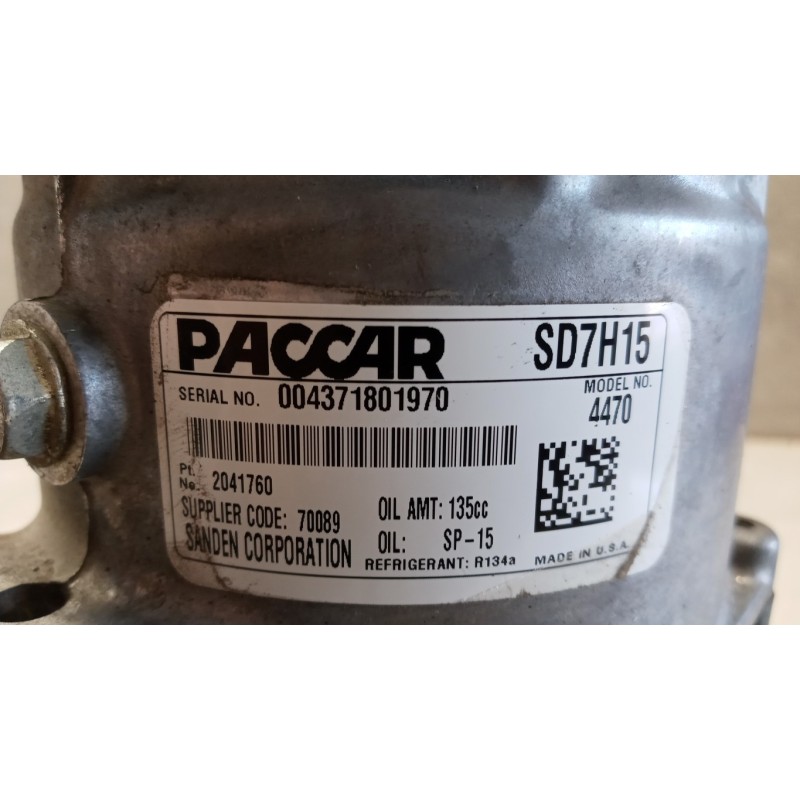 PACCAR SD7H15
SERIAL NO. 004371801970 MODEL NO.
4470
Pt.
No. 2041760
SUPPLIER CODE: 70089 OIL AMT: 135cc
SANDEN CORPORATION OIL: SP-15
REFRIGERANT: R134a MADE IN U.S.A.